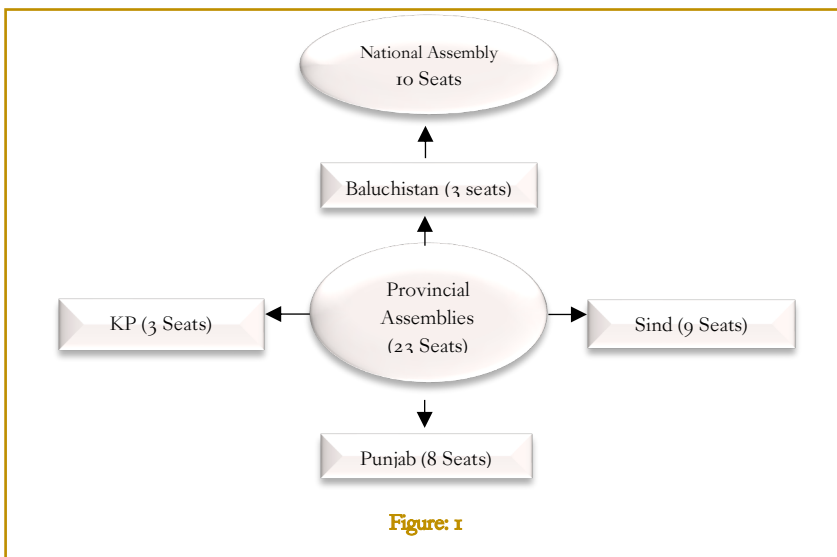 National Assembly
10 Seats
Baluchistan (3 seats)
Provincial
Assemblies
(23 Seats)
KP (3 Seats)
Sind (9 Seats)
Punjab (8 Seats)
Figure: 1